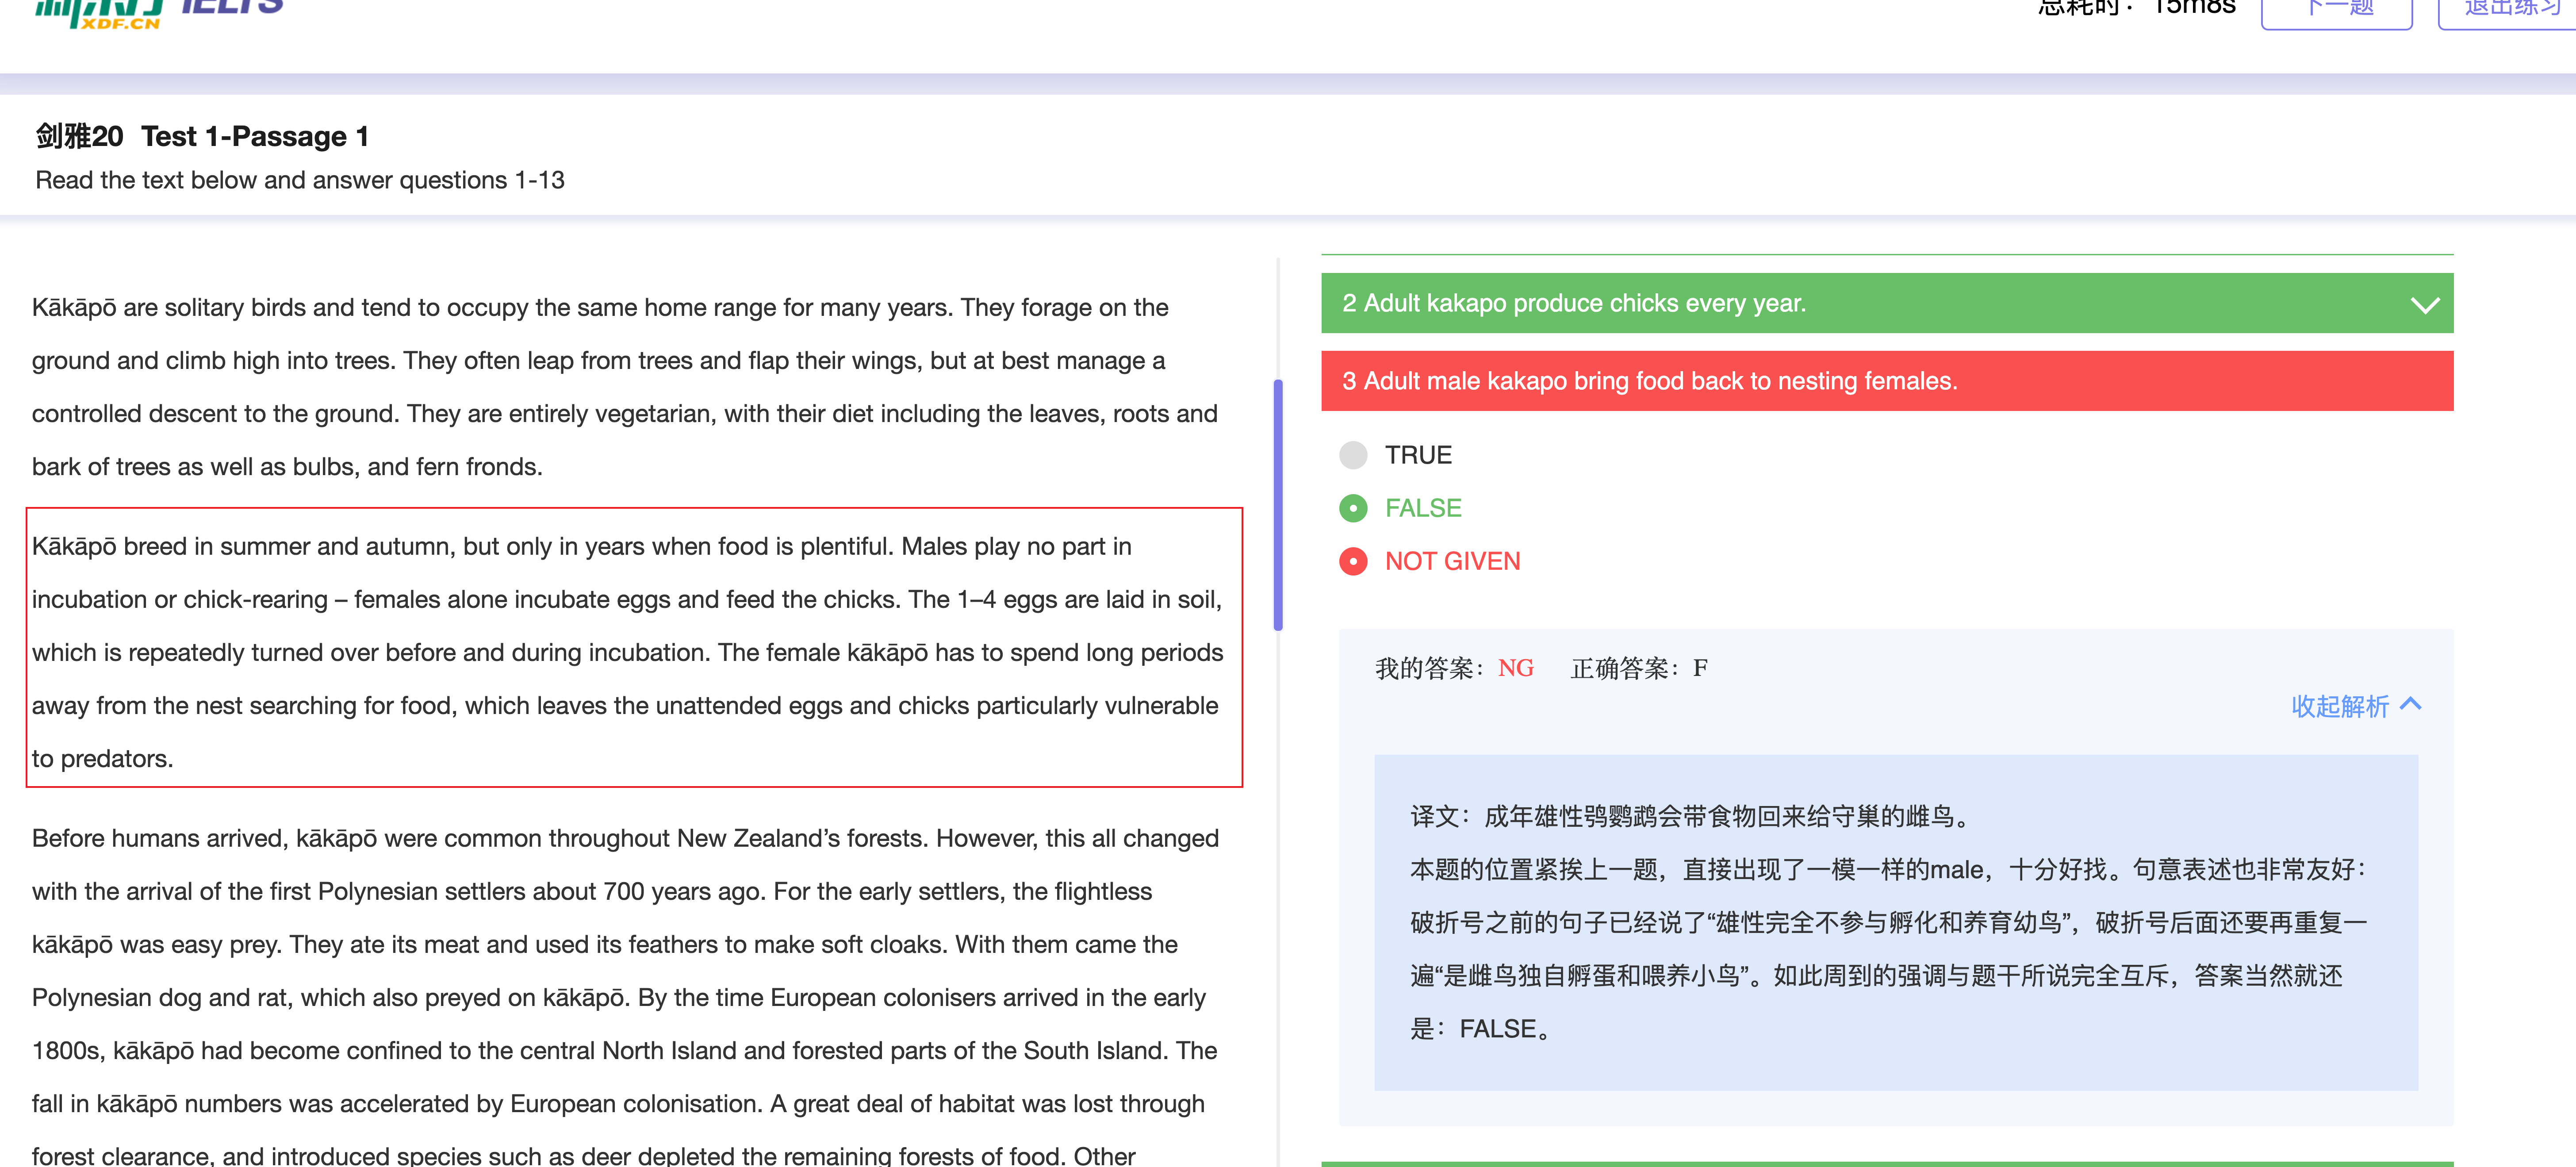 XDF.CN IELTS
总耗时：15m8s 下一题 退出练习
剑雅20 Test 1-Passage 1
Read the text below and answer questions 1-13
Kākāpō are solitary birds and tend to occupy the same home range for many years. They forage on the
ground and climb high into trees. They often leap from trees and flap their wings, but at best manage a
controlled descent to the ground. They are entirely vegetarian, with their diet including the leaves, roots and
bark of trees as well as bulbs, and fern fronds.
Kākāpō breed in summer and autumn, but only in years when food is plentiful. Males play no part in
incubation or chick-rearing – females alone incubate eggs and feed the chicks. The 1–4 eggs are laid in soil,
which is repeatedly turned over before and during incubation. The female kākāpō has to spend long periods
away from the nest searching for food, which leaves the unattended eggs and chicks particularly vulnerable
to predators.
Before humans arrived, kākāpō were common throughout New Zealand’s forests. However, this all changed
with the arrival of the first Polynesian settlers about 700 years ago. For the early settlers, the flightless
kākāpō was easy prey. They ate its meat and used its feathers to make soft cloaks. With them came the
Polynesian dog and rat, which also preyed on kākāpō. By the time European colonisers arrived in the early
1800s, kākāpō had become confined to the central North Island and forested parts of the South Island. The
fall in kākāpō numbers was accelerated by European colonisation. A great deal of habitat was lost through
forest clearance, and introduced species such as deer depleted the remaining forests of food. Other
2 Adult kakapo produce chicks every year.
3 Adult male kakapo bring food back to nesting females.
TRUE
FALSE
NOT GIVEN
我的答案：NG 正确答案：F
收起解析
译文：成年雄性鸮鹦鹉会带食物回来给守巢的雌鸟。
本题的位置紧挨上一题，直接出现了一模一样的male，十分好找。句意表述也非常友好：
破折号之前的句子已经说了“雄性完全不参与孵化和养育幼鸟”，破折号后面还要再重复一
遍“是雌鸟独自孵蛋和喂养小鸟”。如此周到的强调与题干所说完全互斥，答案当然就还
是：FALSE。